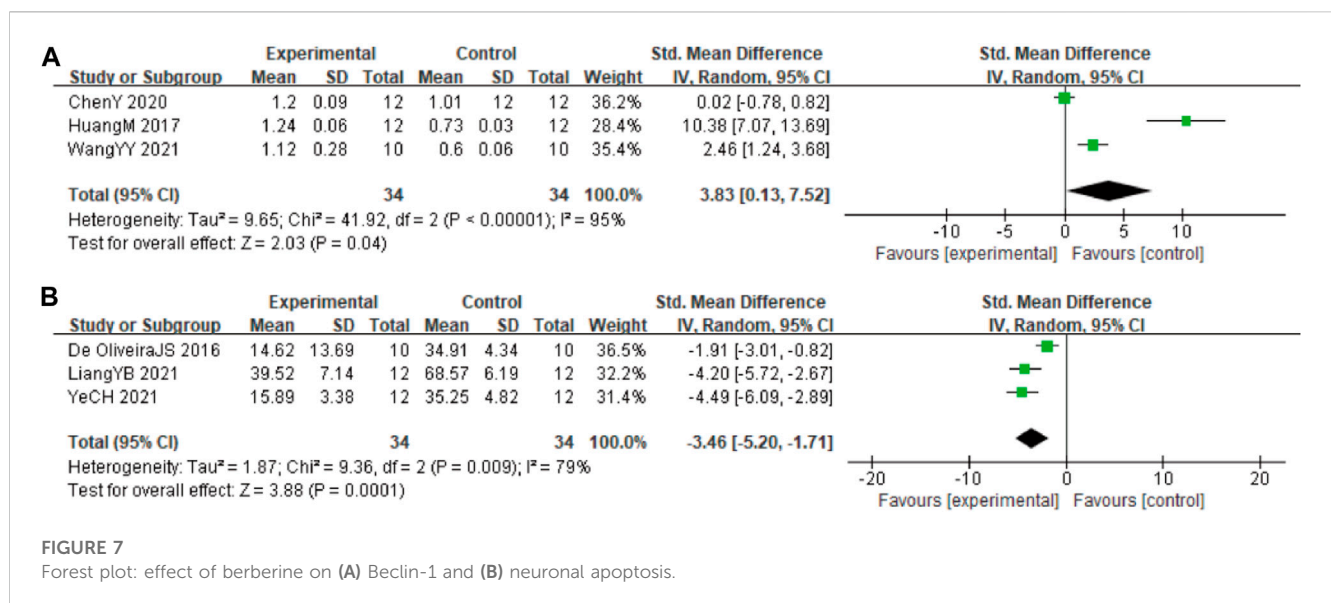 A
Experimental Control Std. Mean Difference Std. Mean Difference
Study or Subgroup Mean SD Total Mean SD Total Weight IV, Random, 95% CI IV, Random, 95% CI
ChenY 2020 1.2 0.09 12 1.01 12 12 36.2% 0.02 [-0.78, 0.82]
HuangM 2017 1.24 0.06 12 0.73 0.03 12 28.4% 10.38 [7.07, 13.69]
WangYY 2021 1.12 0.28 10 0.6 0.06 10 35.4% 2.46 [1.24, 3.68]
Total (95% CI) 34 34 100.0% 3.83 [0.13, 7.52]
Heterogeneity: Tau² = 9.65; Chi² = 41.92, df = 2 (P < 0.00001); I² = 95%
Test for overall effect: Z = 2.03 (P = 0.04)
-10 -5 0 5 10
Favours [experimental] Favours [control]
B
Experimental Control Std. Mean Difference Std. Mean Difference
Study or Subgroup Mean SD Total Mean SD Total Weight IV, Random, 95% CI IV, Random, 95% CI
De OliveiraJS 2016 14.62 13.69 10 34.91 4.34 10 36.5% -1.91 [-3.01, -0.82]
LiangYB 2021 39.52 7.14 12 68.57 6.19 12 32.2% -4.20 [-5.72, -2.67]
YeCH 2021 15.89 3.38 12 35.25 4.82 12 31.4% -4.49 [-6.09, -2.89]
Total (95% CI) 34 34 100.0% -3.46 [-5.20, -1.71]
Heterogeneity: Tau² = 1.87; Chi² = 9.36, df = 2 (P = 0.009); I² = 79%
Test for overall effect: Z = 3.88 (P = 0.0001)
-20 -10 0 10 20
Favours [experimental] Favours [control]
FIGURE 7
Forest plot: effect of berberine on (A) Beclin-1 and (B) neuronal apoptosis.